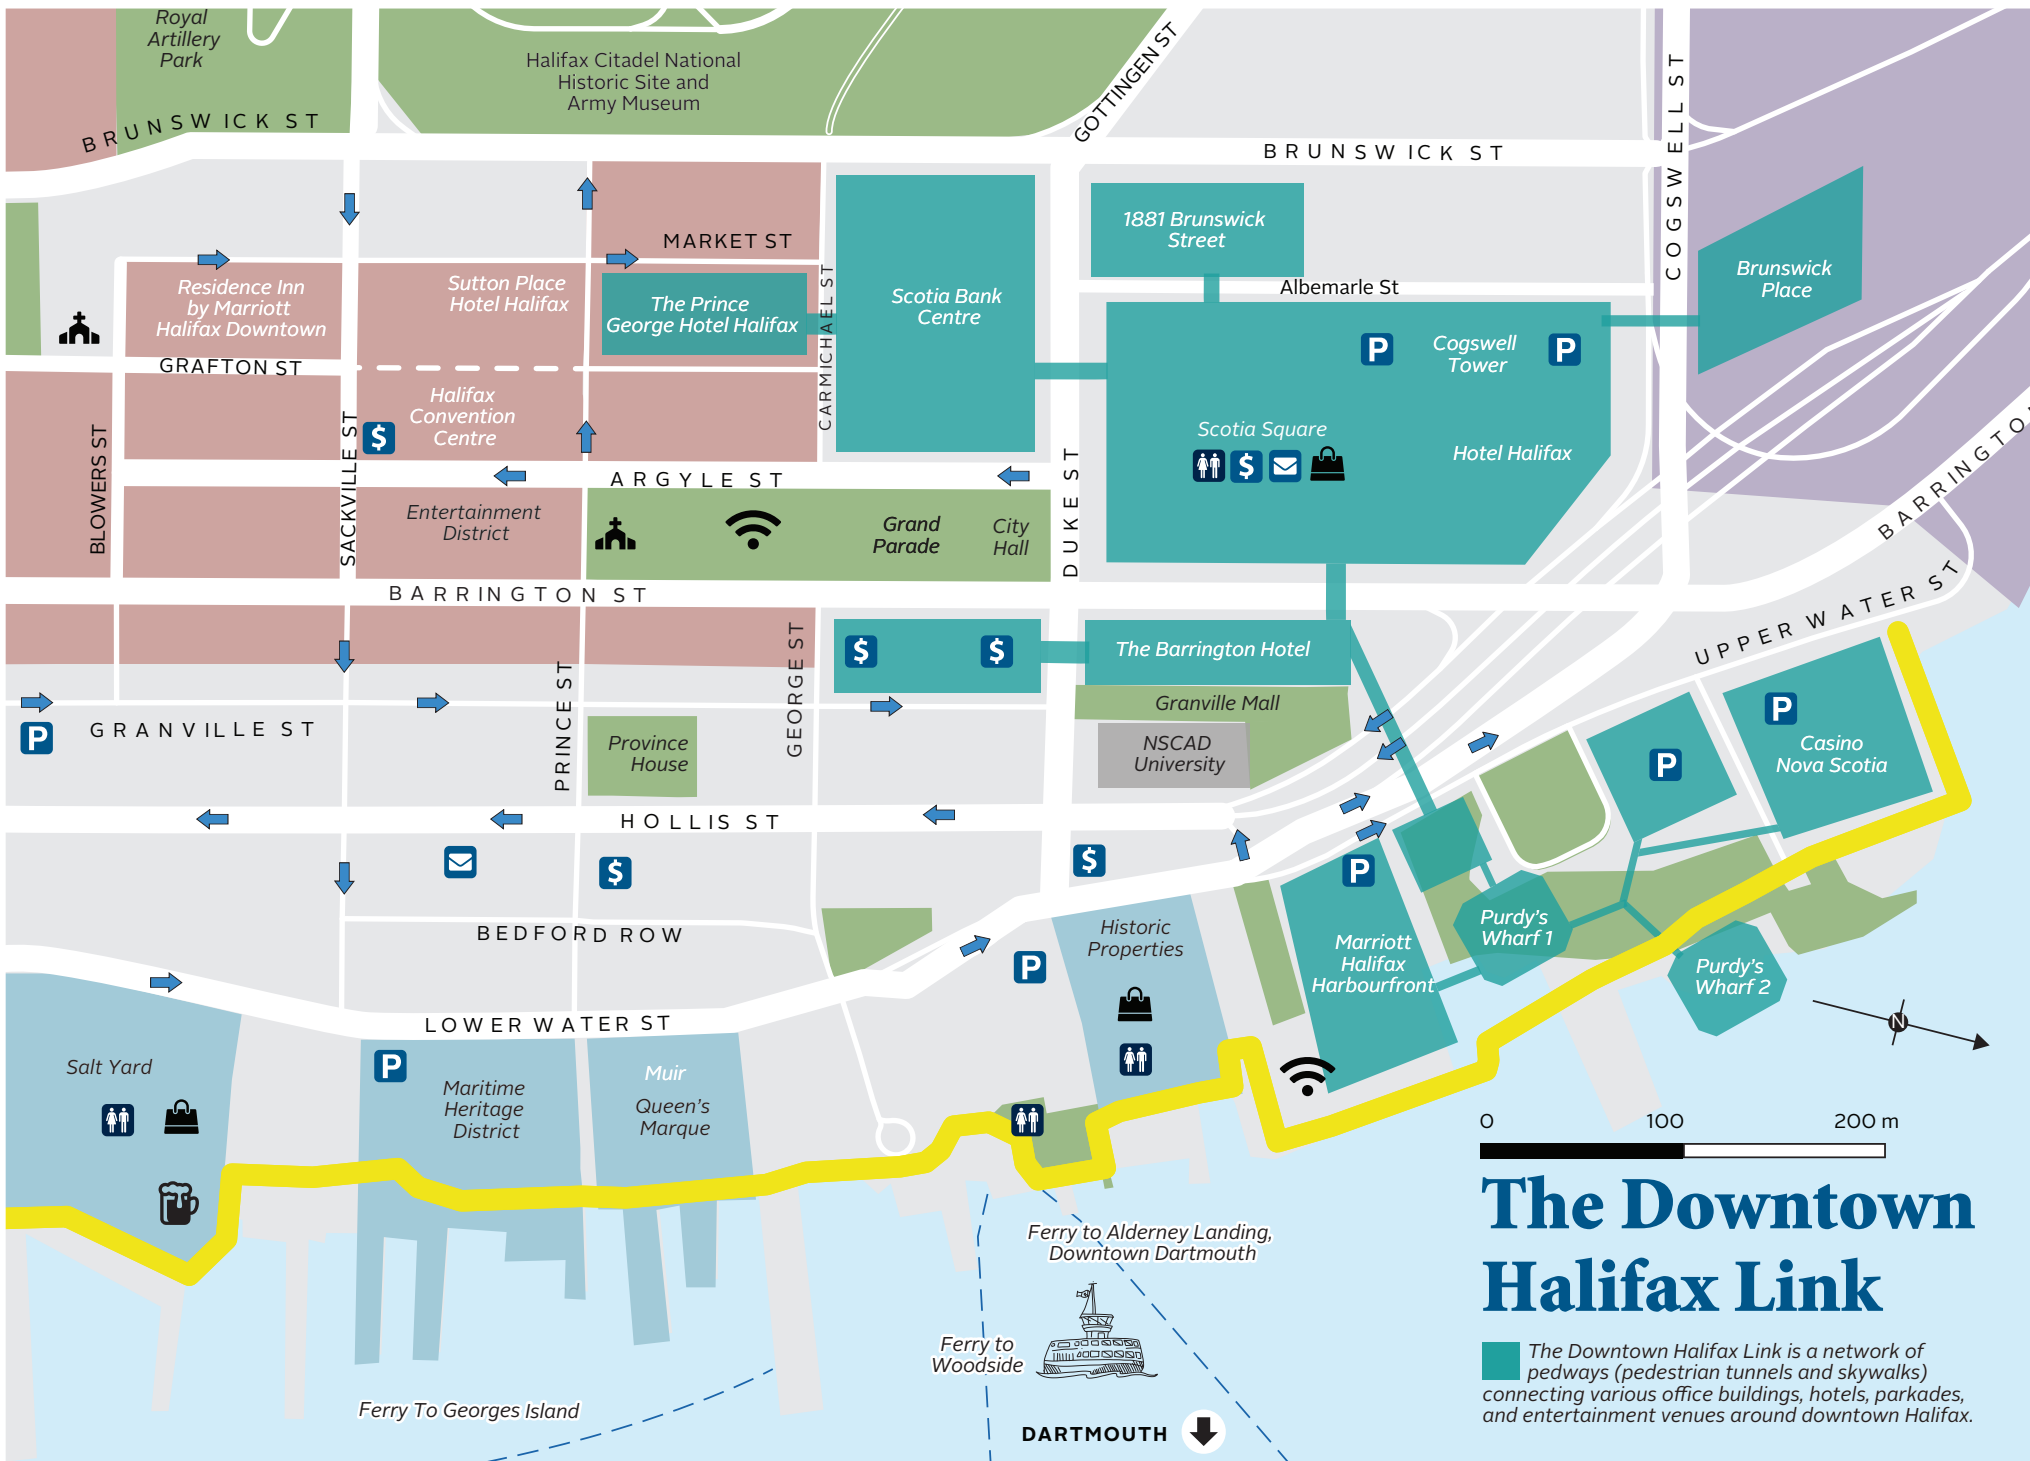 Royal
Artillery
Park
Halifax Citadel National
Historic Site and
Army Museum
GOTTINGEN ST
COGSWELL ST
BRUNSWICK ST
BRUNSWICK ST
1881 Brunswick
Street
MARKET ST
Residence Inn
by Marriott
Halifax Downtown
Sutton Place
Hotel Halifax
The Prince
George Hotel Halifax
CARMICHAEL ST
Scotia Bank
Centre
Albemarle St
Brunswick
Place
P
Cogswell
Tower
P
GRAFTON ST
Halifax
Convention
Centre
$
BLOWERS ST
SACKVILLE ST
Scotia Square
$
Hotel Halifax
ARGYLE ST
DUKE ST
Entertainment
District
Grand
Parade
City
Hall
BARRINGTO
BARRINGTON ST
UPPER WATER ST
GEORGE ST
$
$
The Barrington Hotel
PRINCE ST
Granville Mall
P
GRANVILLE ST
Province
House
NSCAD
University
P
Casino
Nova Scotia
P
HOLLIS ST
$
$
P
BEDFORD ROW
Historic
Properties
P
Marriott
Halifax
Harbourfront
Purdy's
Wharf 1
Purdy's
Wharf 2
N
LOWER WATER ST
Salt Yard
P
Maritime
Heritage
District
Muir
Queen's
Marque
0 100 200 m
The Downtown
Halifax Link
Ferry to Alderney Landing,
Downtown Dartmouth
Ferry to
Woodside
Ferry To Georges Island
DARTMOUTH
The Downtown Halifax Link is a network of
pedways (pedestrian tunnels and skywalks)
connecting various office buildings, hotels, parkades,
and entertainment venues around downtown Halifax.